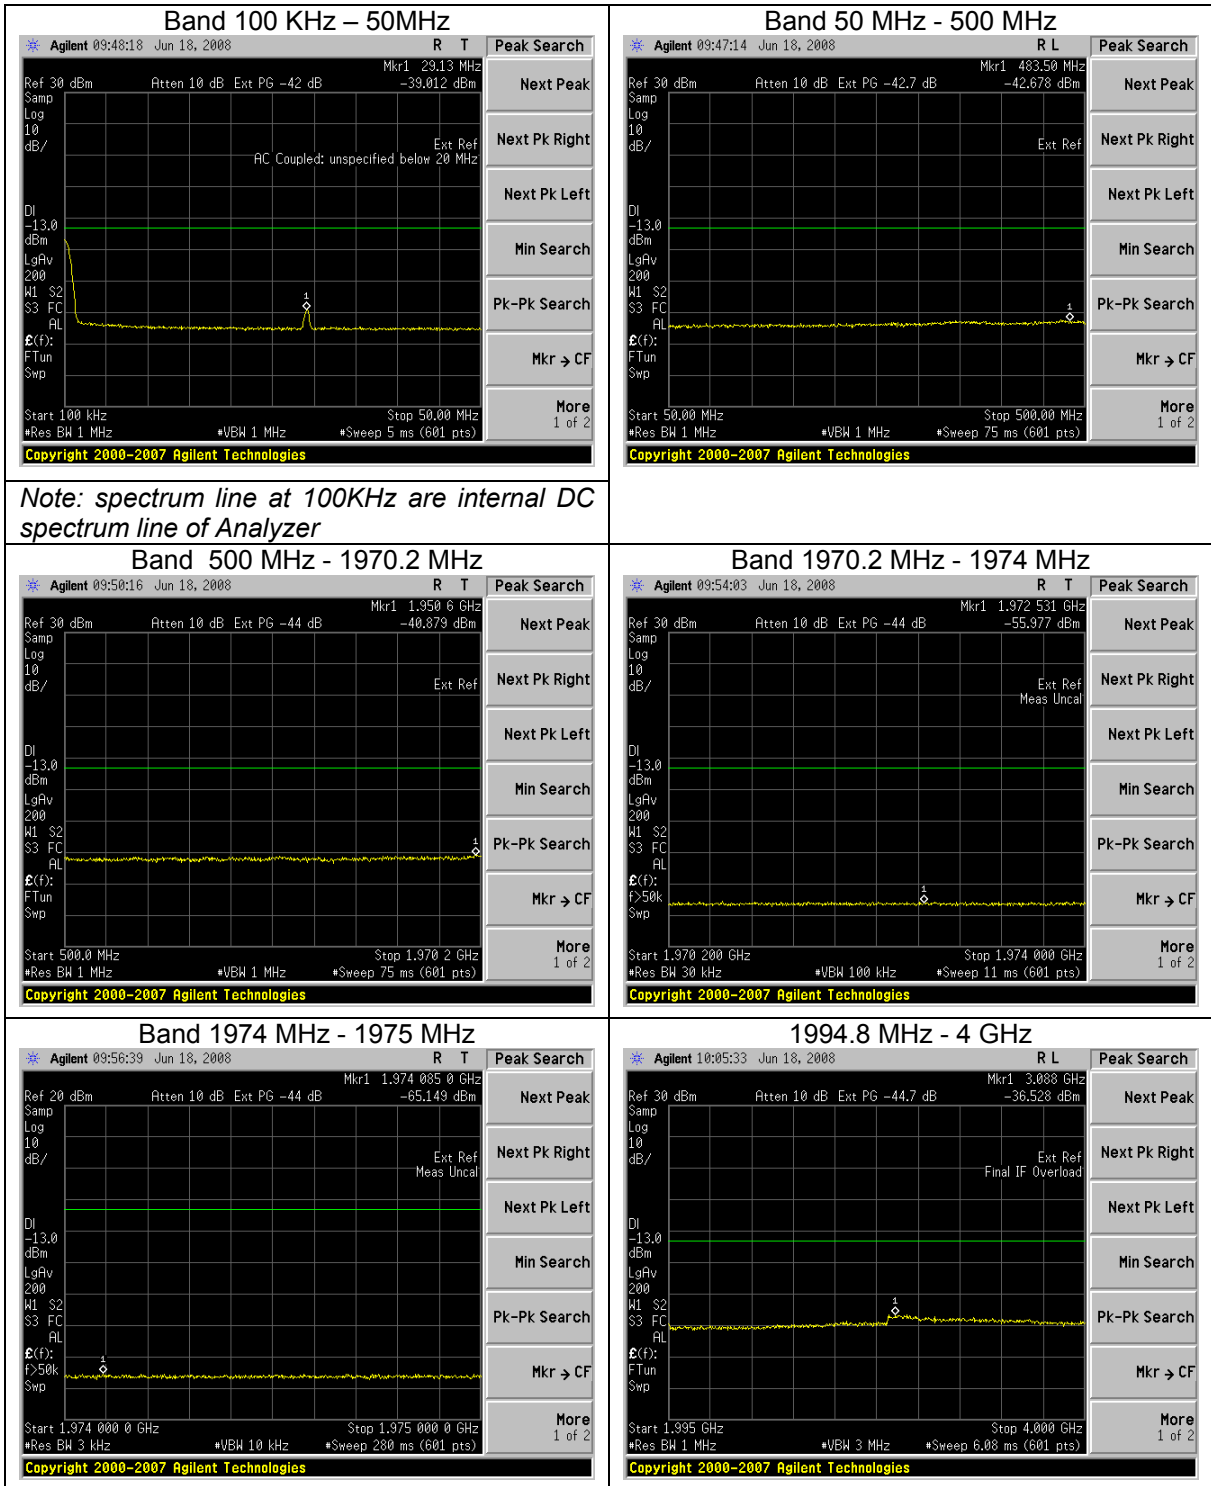 Band 100 KHz – 50MHz
Agilent 09:48:18 Jun 18, 2008 R T
Peak Search
Mkr1 29.13 MHz
Ref 30 dBm Atten 10 dB Ext PG -42 dB -39.012 dBm
Samp
Log
10
dB/
Ext Ref
AC Coupled: unspecified below 20 MHz
DI
-13.0
dBm
LgAv
200
W1 S2
S3 FC
AL
£(f):
FTun
Swp
1
Start 100 kHz Stop 50.00 MHz
#Res BW 1 MHz #VBW 1 MHz #Sweep 5 ms (601 pts)
Copyright 2000-2007 Agilent Technologies
Next Peak
Next Pk Right
Next Pk Left
Min Search
Pk-Pk Search
Mkr → CF
More
1 of 2
Band 50 MHz - 500 MHz
Agilent 09:47:14 Jun 18, 2008 R L
Peak Search
Mkr1 483.50 MHz
Ref 30 dBm Atten 10 dB Ext PG -42.7 dB -42.678 dBm
Samp
Log
10
dB/
Ext Ref
DI
-13.0
dBm
LgAv
200
W1 S2
S3 FC
AL
£(f):
FTun
Swp
1
Start 50.00 MHz Stop 500.00 MHz
#Res BW 1 MHz #VBW 1 MHz #Sweep 75 ms (601 pts)
Copyright 2000-2007 Agilent Technologies
Next Peak
Next Pk Right
Next Pk Left
Min Search
Pk-Pk Search
Mkr → CF
More
1 of 2
Note: spectrum line at 100KHz are internal DC
spectrum line of Analyzer
Band 500 MHz - 1970.2 MHz
Agilent 09:50:16 Jun 18, 2008 R T
Peak Search
Mkr1 1.950 6 GHz
Ref 30 dBm Atten 10 dB Ext PG -44 dB -40.879 dBm
Samp
Log
10
dB/
Ext Ref
DI
-13.0
dBm
LgAv
200
W1 S2
S3 FC
AL
£(f):
FTun
Swp
1
Start 500.0 MHz Stop 1.970 2 GHz
#Res BW 1 MHz #VBW 1 MHz #Sweep 75 ms (601 pts)
Copyright 2000-2007 Agilent Technologies
Next Peak
Next Pk Right
Next Pk Left
Min Search
Pk-Pk Search
Mkr → CF
More
1 of 2
Band 1970.2 MHz - 1974 MHz
Agilent 09:54:03 Jun 18, 2008 R T
Peak Search
Mkr1 1.972 531 GHz
Ref 30 dBm Atten 10 dB Ext PG -44 dB -55.977 dBm
Samp
Log
10
dB/
Ext Ref
Meas Uncal
DI
-13.0
dBm
LgAv
200
W1 S2
S3 FC
AL
£(f):
f>50k
Swp
1
Start 1.970 200 GHz Stop 1.974 000 GHz
#Res BW 30 kHz #VBW 100 kHz #Sweep 11 ms (601 pts)
Copyright 2000-2007 Agilent Technologies
Next Peak
Next Pk Right
Next Pk Left
Min Search
Pk-Pk Search
Mkr → CF
More
1 of 2
Band 1974 MHz - 1975 MHz
Agilent 09:56:39 Jun 18, 2008 R T
Peak Search
Mkr1 1.974 085 0 GHz
Ref 20 dBm Atten 10 dB Ext PG -44 dB -65.149 dBm
Samp
Log
10
dB/
Ext Ref
Meas Uncal
DI
-13.0
dBm
LgAv
200
W1 S2
S3 FC
AL
£(f):
f>50k
Swp
1
Start 1.974 000 0 GHz Stop 1.975 000 0 GHz
#Res BW 3 kHz #VBW 10 kHz #Sweep 280 ms (601 pts)
Copyright 2000-2007 Agilent Technologies
Next Peak
Next Pk Right
Next Pk Left
Min Search
Pk-Pk Search
Mkr → CF
More
1 of 2
1994.8 MHz - 4 GHz
Agilent 10:05:33 Jun 18, 2008 R L
Peak Search
Mkr1 3.088 GHz
Ref 30 dBm Atten 10 dB Ext PG -44.7 dB -36.528 dBm
Samp
Log
10
dB/
Ext Ref
Final IF Overload
DI
-13.0
dBm
LgAv
200
W1 S2
S3 FC
AL
£(f):
FTun
Swp
1
Start 1.995 GHz Stop 4.000 GHz
#Res BW 1 MHz #VBW 3 MHz #Sweep 6.08 ms (601 pts)
Copyright 2000-2007 Agilent Technologies
Next Peak
Next Pk Right
Next Pk Left
Min Search
Pk-Pk Search
Mkr → CF
More
1 of 2